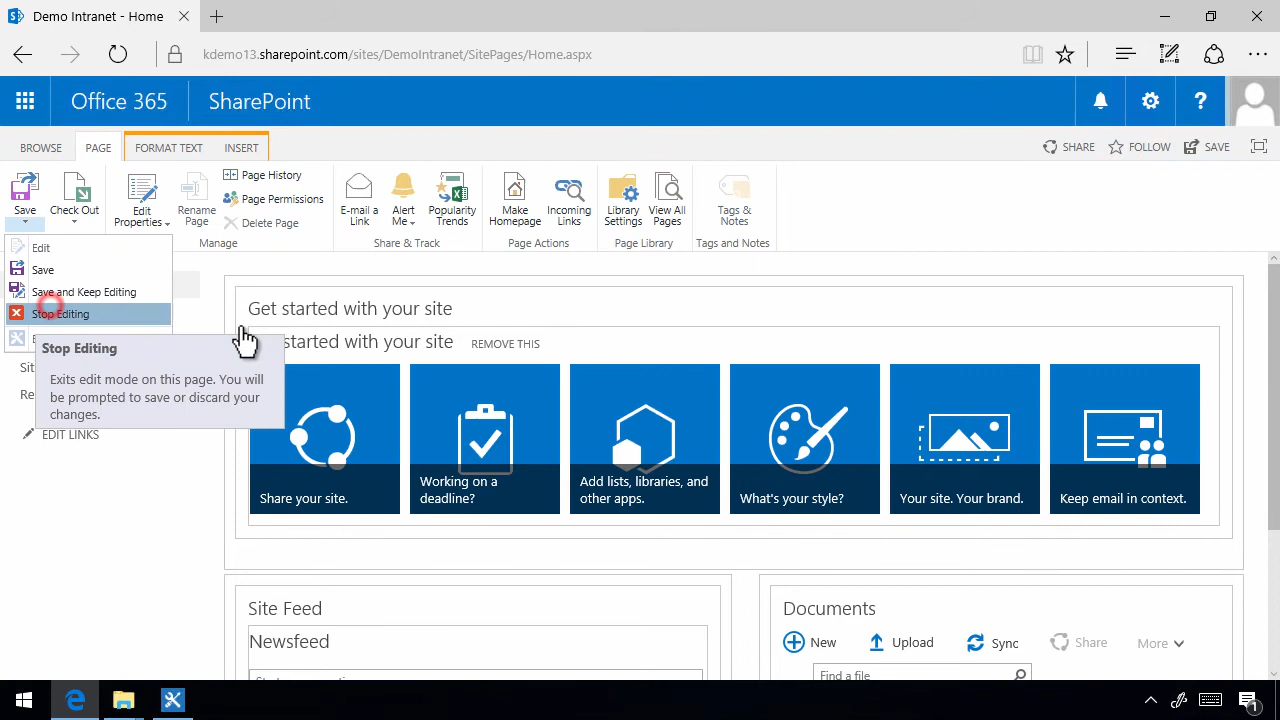 Demo Intranet - Home
kdemo13.sharepoint.com/sites/DemoIntranet/SitePages/Home.aspx
Office 365
SharePoint
?
BROWSE
PAGE
FORMAT TEXT
INSERT
SHARE
FOLLOW
SAVE
Save
Check Out
Edit
Properties
Rename
Page
Page History
Page Permissions
Delete Page
Manage
E-mail a
Link
Alert
Me
Popularity
Trends
Share & Track
Make
Homepage
Incoming
Links
Page Actions
Library
Settings
View All
Pages
Page Library
Tags &
Notes
Tags and Notes
Edit
Save
Save and Keep Editing
Stop Editing
Stop Editing
Exits edit mode on this page. You will
be prompted to save or discard your
changes.
EDIT LINKS
Get started with your site
started with your site
REMOVE THIS
Share your site.
Working on a
deadline?
Add lists, libraries, and
other apps.
What's your style?
Your site. Your brand.
Keep email in context.
Site Feed
Newsfeed
Documents
New
Upload
Sync
Share
More
Find a file
1